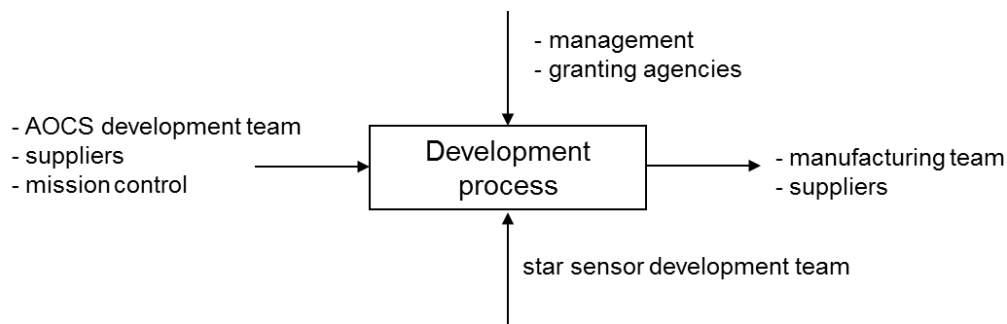 - management
- granting agencies
- AOCS development team
- suppliers
- mission control
Development
process
- manufacturing team
- suppliers
star sensor development team